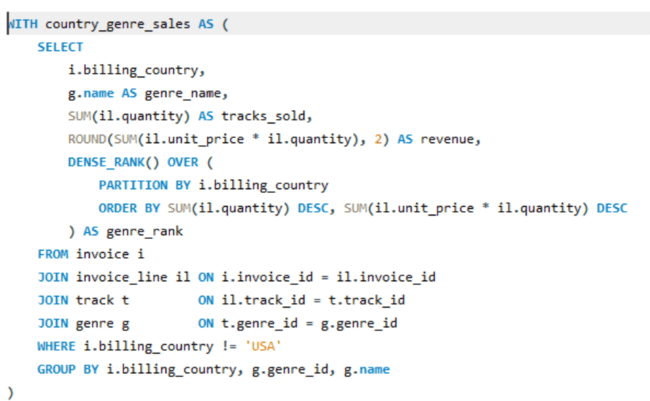 WITH country_genre_sales AS (
    SELECT
        i.billing_country,
        g.name AS genre_name,
        SUM(il.quantity) AS tracks_sold,
        ROUND(SUM(il.unit_price * il.quantity), 2) AS revenue,
        DENSE_RANK() OVER (
            PARTITION BY i.billing_country
            ORDER BY SUM(il.quantity) DESC, SUM(il.unit_price * il.quantity) DESC
        ) AS genre_rank
    FROM invoice i
    JOIN invoice_line il ON i.invoice_id = il.invoice_id
    JOIN track t         ON il.track_id = t.track_id
    JOIN genre g         ON t.genre_id = g.genre_id
    WHERE i.billing_country != 'USA'
    GROUP BY i.billing_country, g.genre_id, g.name
)